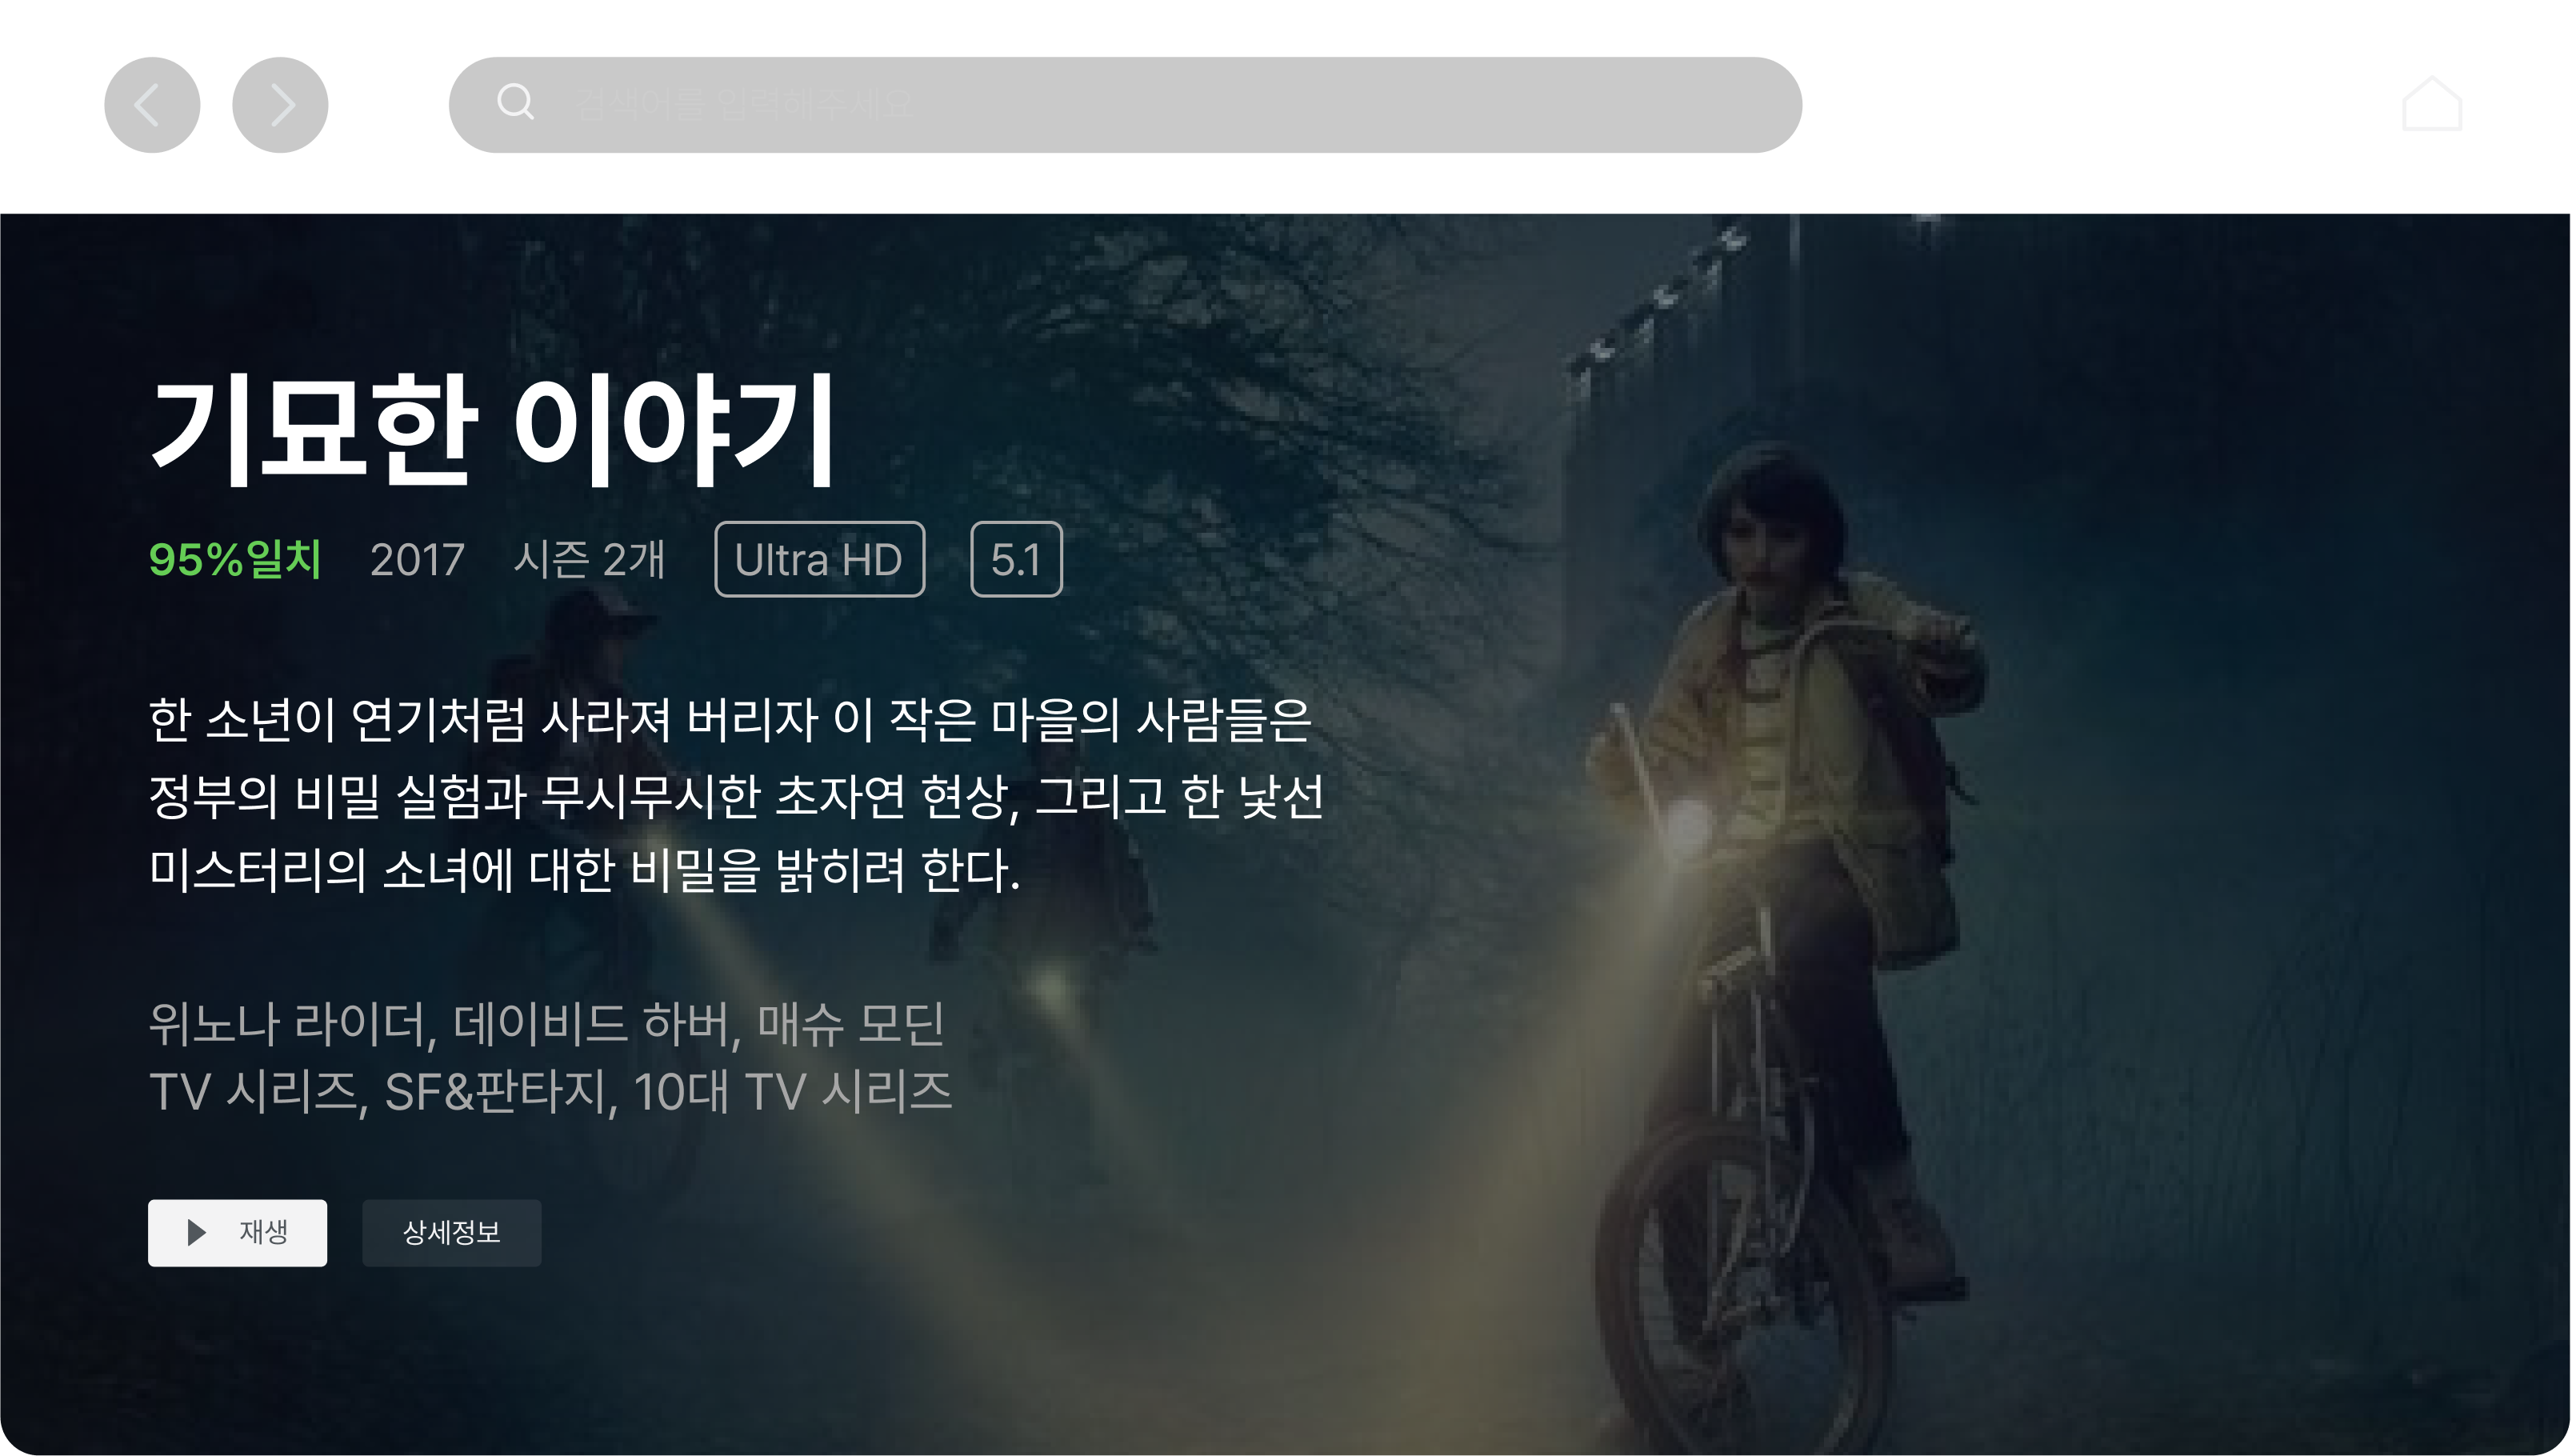 검색어를 입력해주세요
기묘한 이야기
95%일치 2017 시즌 2개 Ultra HD 5.1
한 소년이 연기처럼 사라져 버리자 이 작은 마을의 사람들은
정부의 비밀 실험과 무시무시한 초자연 현상, 그리고 한 낯선
미스터리의 소녀에 대한 비밀을 밝히려 한다.
위노나 라이더, 데이비드 하버, 매슈 모딘
TV 시리즈, SF&판타지, 10대 TV 시리즈
재생 상세정보